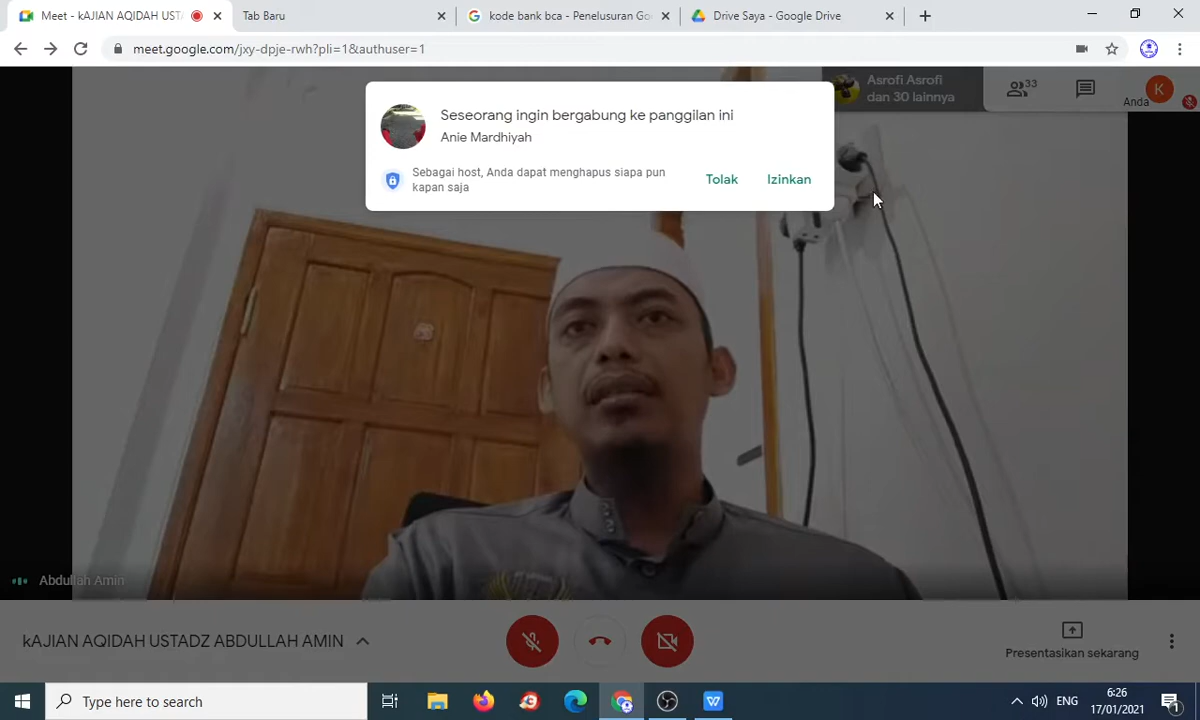 Meet - kAJIAN AQIDAH USTA
Tab Baru
kode bank bca - Penelusuran Go
Drive Saya - Google Drive
meet.google.com/jxy-dpje-rwh?pli=1&authuser=1
Seseorang ingin bergabung ke panggilan ini
Anie Mardhiyah
Sebagai host, Anda dapat menghapus siapa pun
kapan saja
Tolak
Izinkan
Asrofi Asrofi
dan 30 lainnya
33
Anda
K
Abdullah Amin
kAJIAN AQIDAH USTADZ ABDULLAH AMIN
Presentasikan sekarang
Type here to search
ENG
6:26
17/01/2021
1